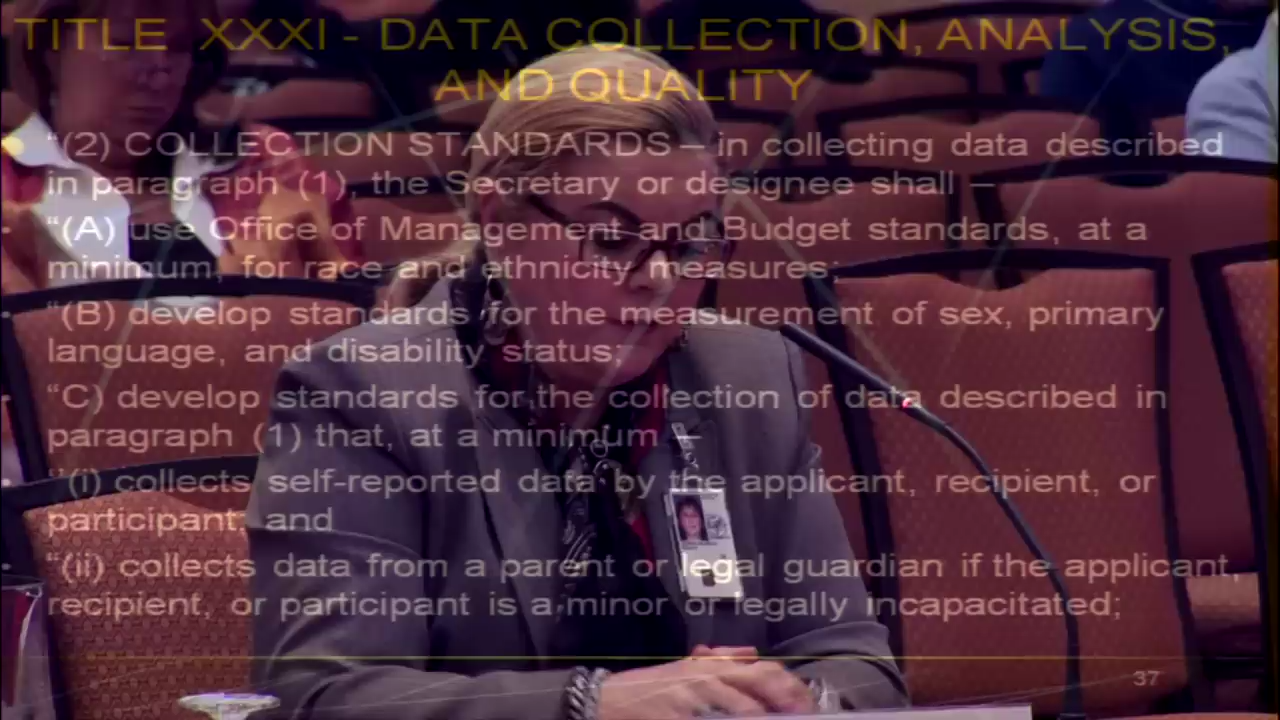 TITLE XXXI - DATA COLLECTION, ANALYSIS,
AND QUALITY
“(2) COLLECTION STANDARDS – in collecting data described
in paragraph (1), the Secretary or designee shall –
“(A) use Office of Management and Budget standards, at a
minimum, for race and ethnicity measures;
“(B) develop standards for the measurement of sex, primary
language, and disability status;
“C) develop standards for the collection of data described in
paragraph (1) that, at a minimum –
“(i) collects self-reported data by the applicant, recipient, or
participant; and
“(ii) collects data from a parent or legal guardian if the applicant,
recipient, or participant is a minor or legally incapacitated;
37